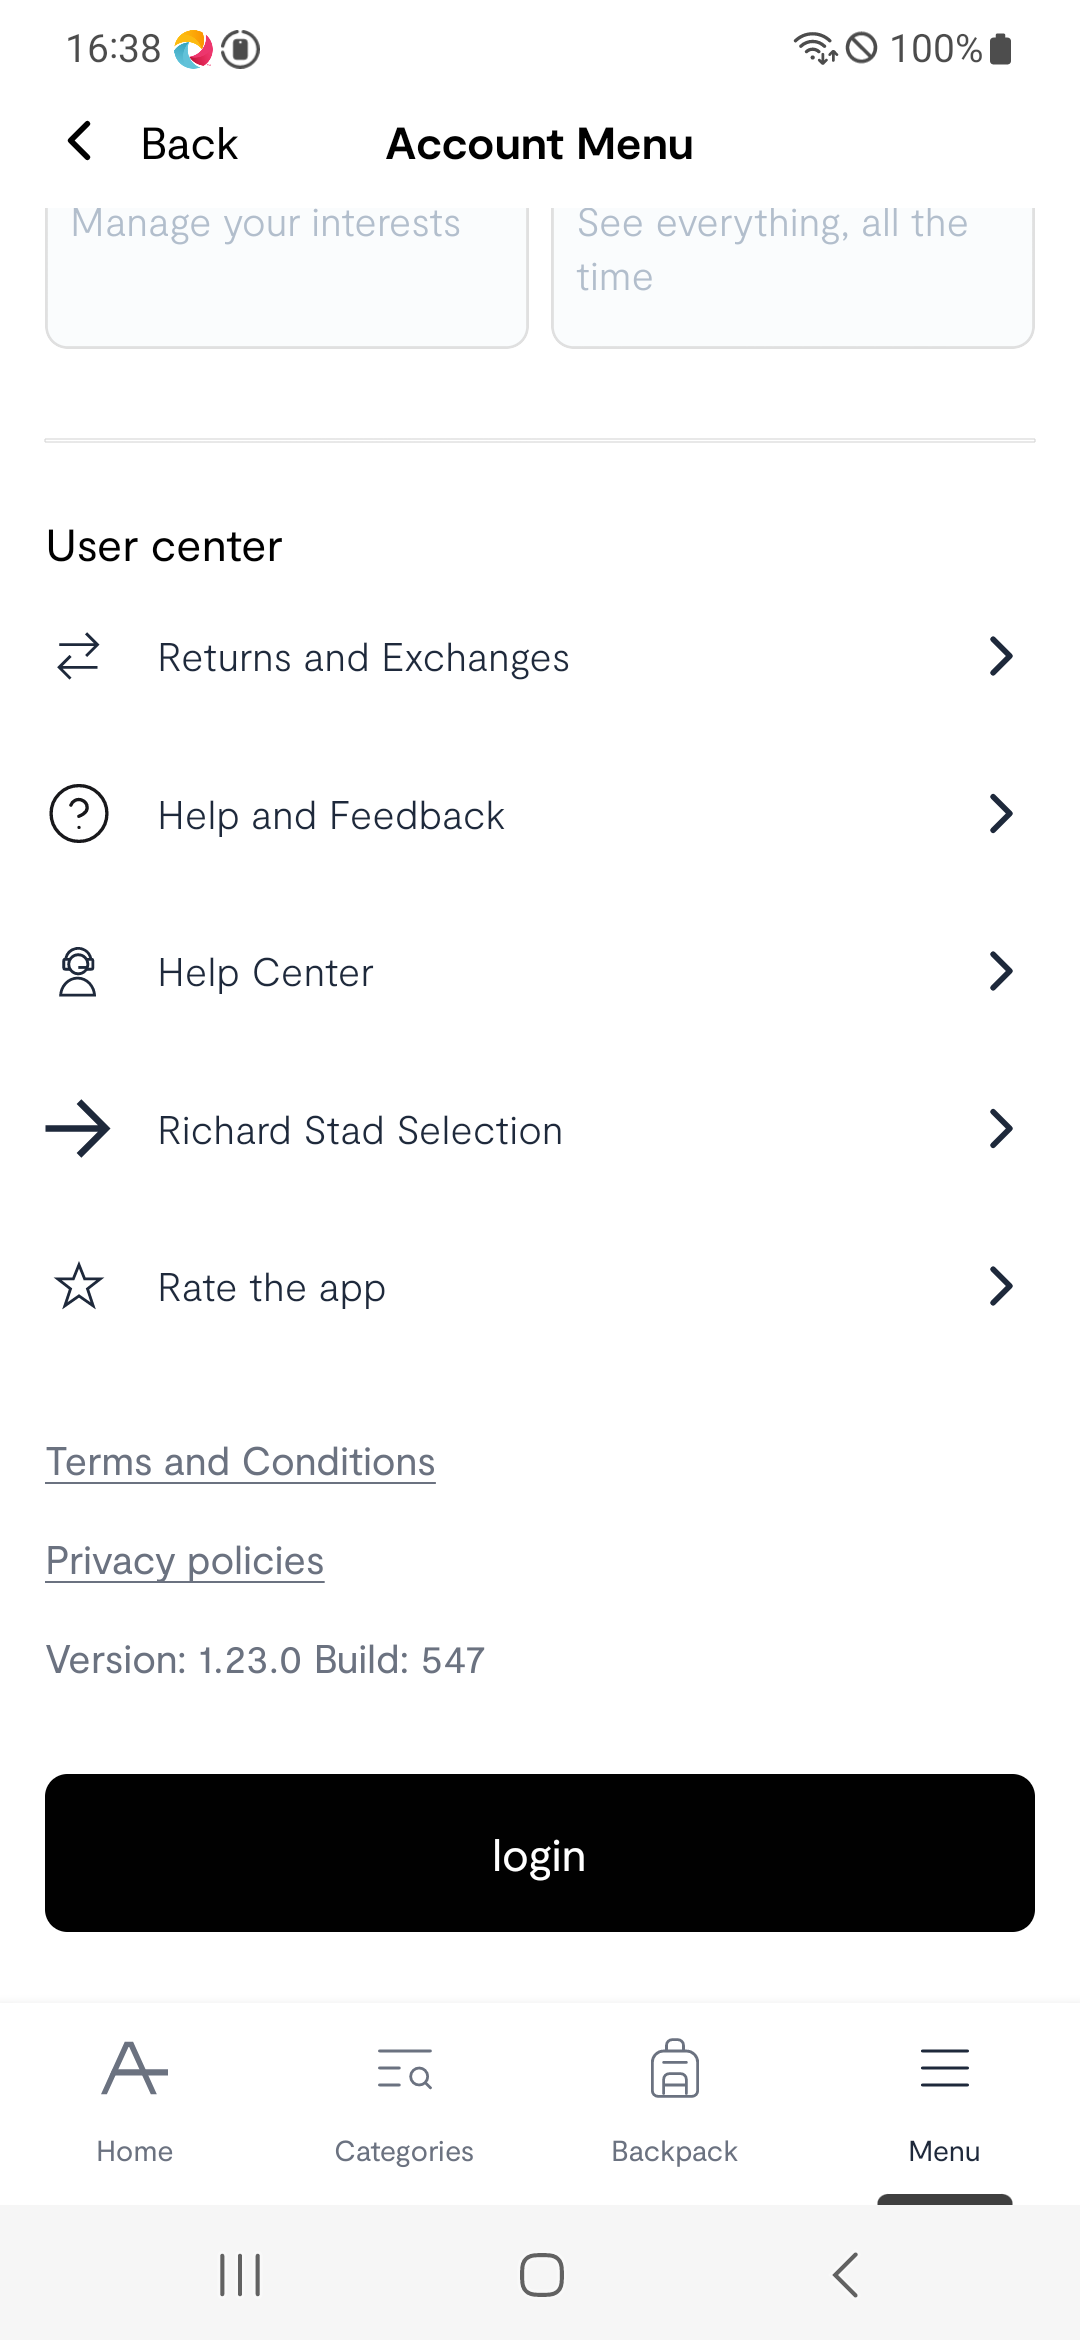 16:38
100%
Back
Account Menu
Manage your interests
See everything, all the
time
User center
Returns and Exchanges
Help and Feedback
Help Center
Richard Stad Selection
Rate the app
Terms and Conditions
Privacy policies
Version: 1.23.0 Build: 547
login
Home
Categories
Backpack
Menu